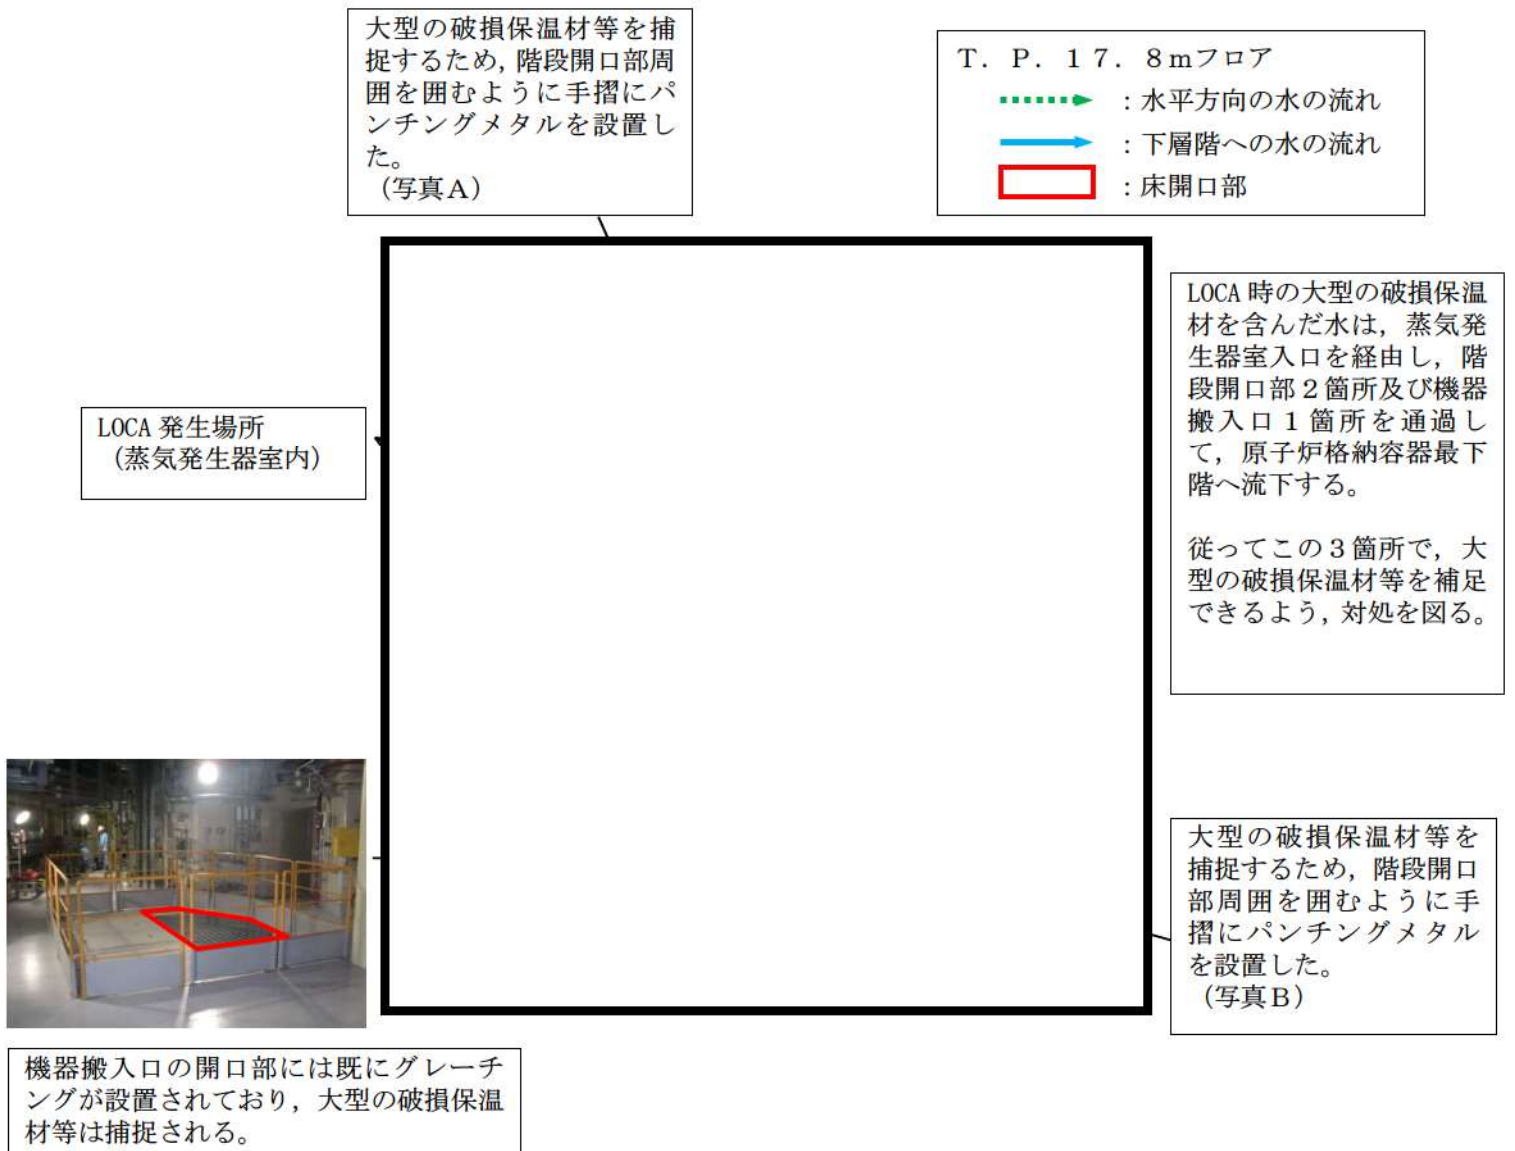 大型の破損保温材等を捕
捉するため，階段開口部周
囲を囲むように手摺にパ
ンチングメタルを設置し
た。
（写真Ａ）
Ｔ．Ｐ．１７．８ｍフロア
：水平方向の水の流れ
：下層階への水の流れ
：床開口部
LOCA 時の大型の破損保温
材を含んだ水は，蒸気発
生器室入口を経由し，階
段開口部２箇所及び機器
搬入口１箇所を通過し
て，原子炉格納容器最下
階へ流下する。
従ってこの３箇所で，大
型の破損保温材等を補足
できるよう，対処を図る。
LOCA 発生場所
（蒸気発生器室内）
大型の破損保温材等を
捕捉するため，階段開口
部周囲を囲むように手
摺にパンチングメタル
を設置した。
（写真Ｂ）
機器搬入口の開口部には既にグレーチ
ングが設置されており，大型の破損保温
材等は捕捉される。